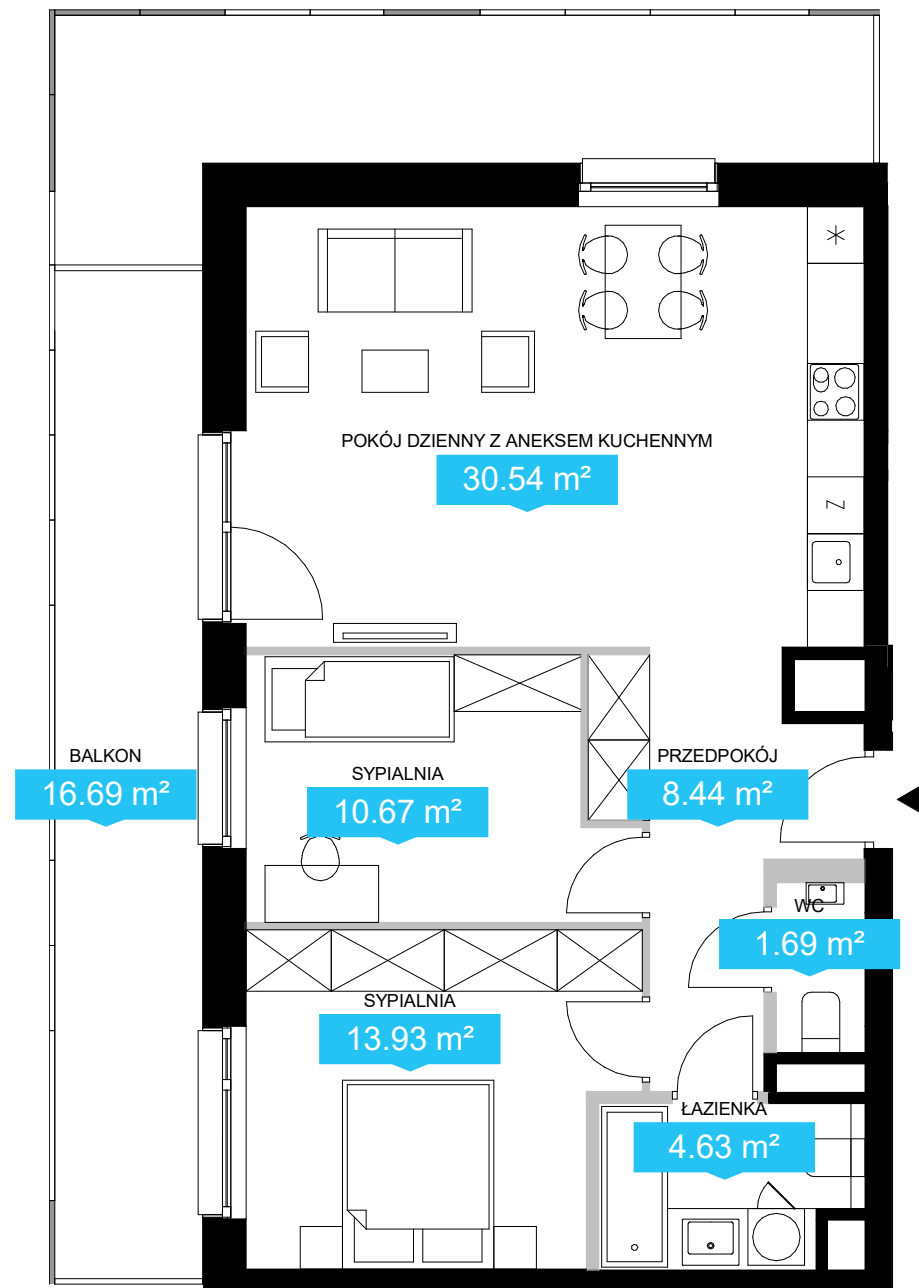 POKÓJ DZIENNY Z ANEKSEM KUCHENNYM
30.54 m²
Z
BALKON
16.69 m²
SYPIALNIA
10.67 m²
PRZEDPOKÓJ
8.44 m²
WC
1.69 m²
SYPIALNIA
13.93 m²
ŁAZIENKA
4.63 m²